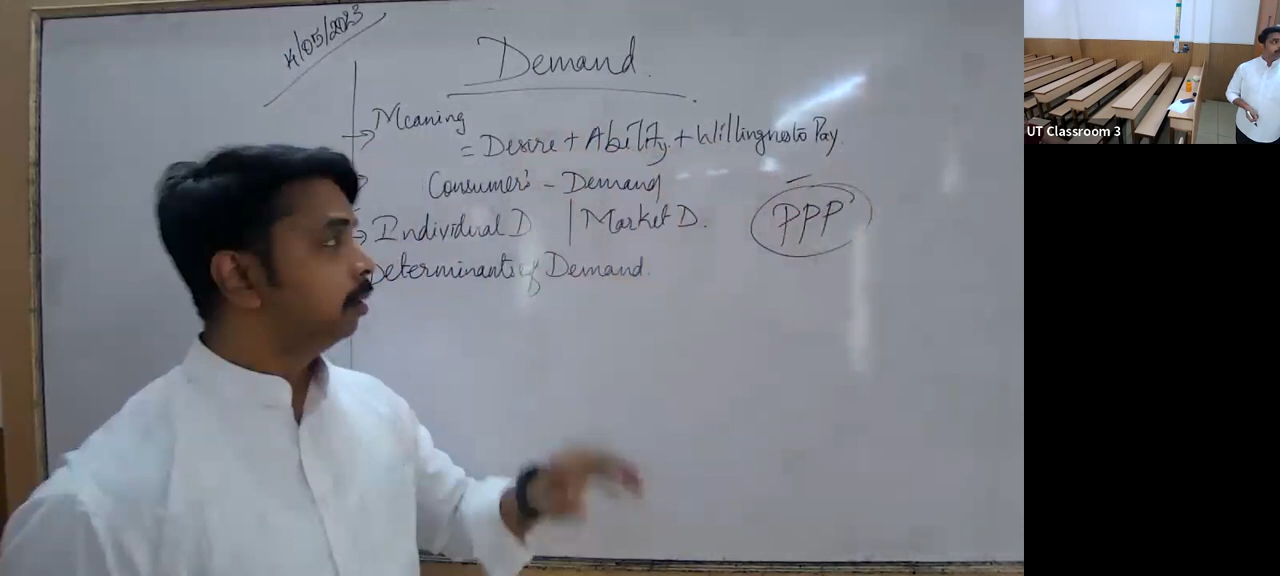 14/05/2023
Demand.
Meaning
= Desire + Ability + Willingness to Pay.
Consumer's - Demand
Individual D | Market D.
PPP
Determinants of Demand.
UT Classroom 3